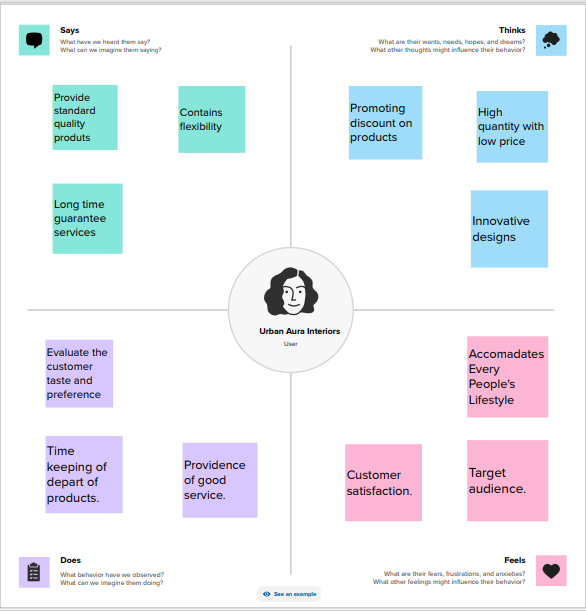 Says
What have we heard them say?
What can we imagine them saying?
Thinks
What are their wants, needs, hopes, and dreams?
What other thoughts might influence their behavior?
Provide
standard
quality
produts
Contains
flexibility
Long time
guarantee
services
Promoting
discount on
products
High
quantity with
low price
Innovative
designs
Urban Aura Interiors
User
Evaluate the
customer
taste and
preference
Time
keeping of
depart of
products.
Providence
of good
service.
Accomadates
Every
People's
Lifestyle
Customer
satisfaction.
Target
audience.
Does
What behavior have we observed?
What can we imagine them doing?
Feels
What are their fears, frustrations, and anxieties?
What other feelings might influence their behavior?
See an example